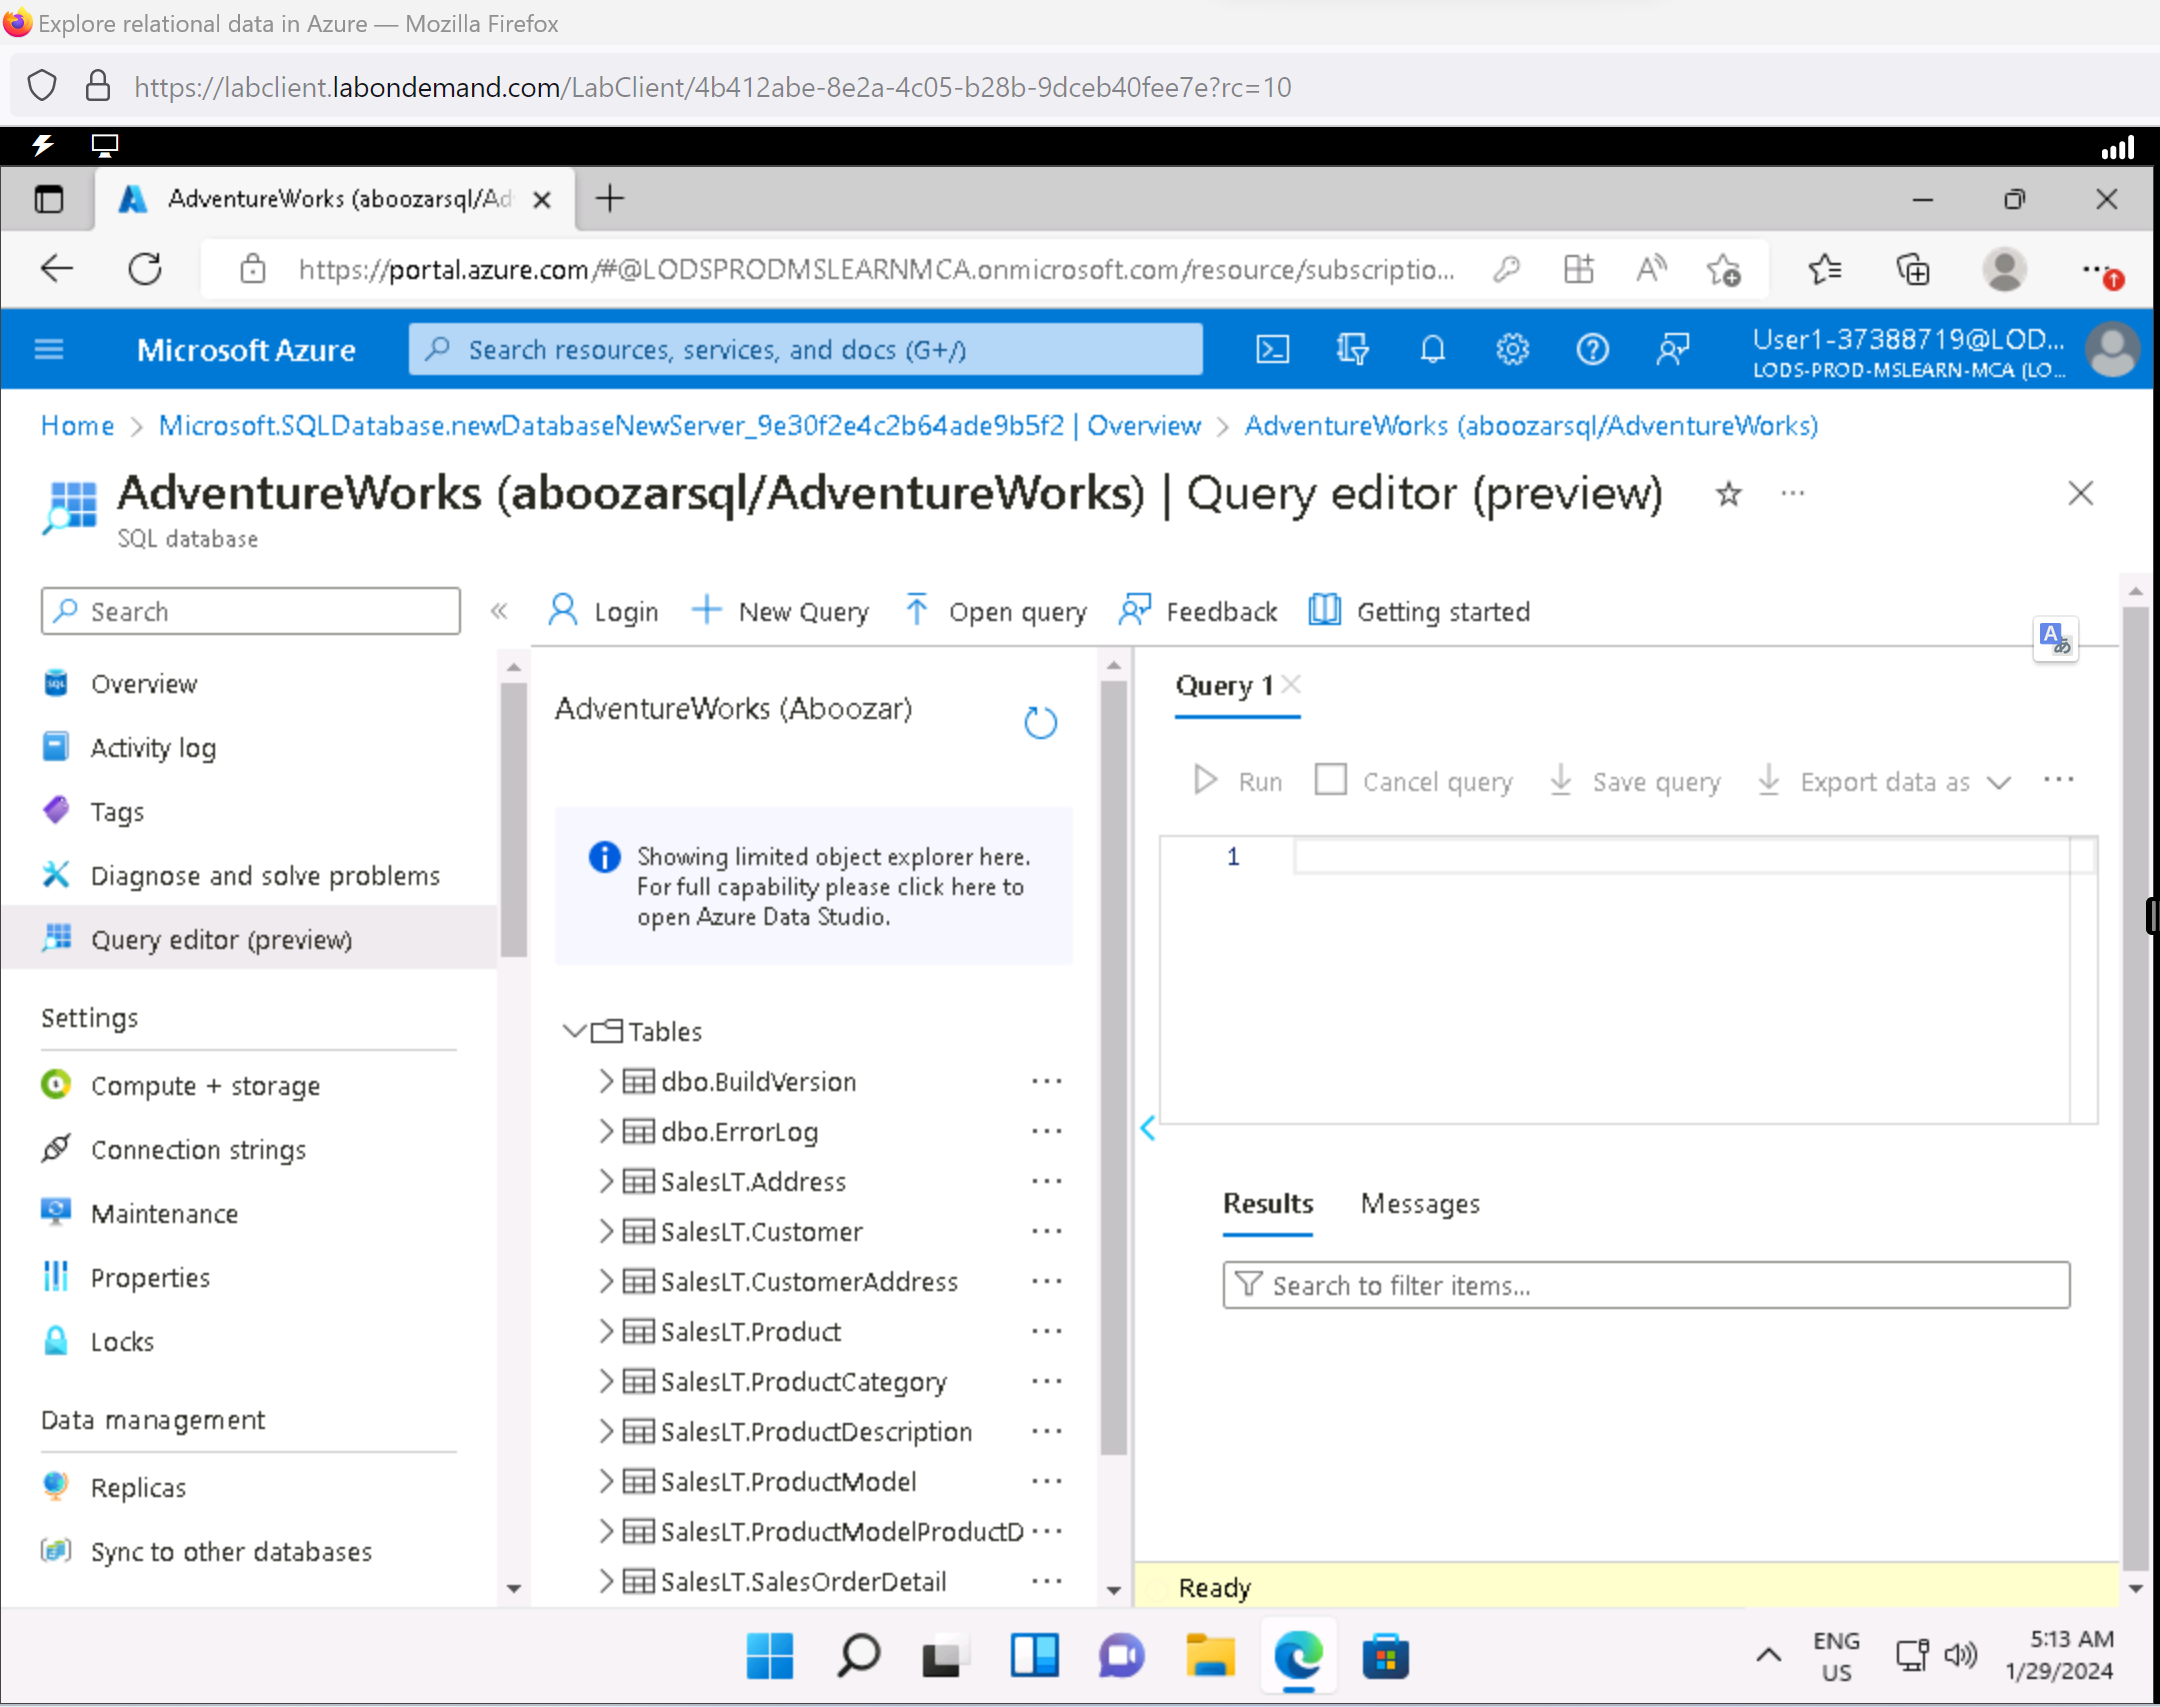 Explore relational data in Azure — Mozilla Firefox
https://labclient.labondemand.com/LabClient/4b412abe-8e2a-4c05-b28b-9dceb40fee7e?rc=10
AdventureWorks (aboozarsql/Ad
https://portal.azure.com/#@LODSPRODMSLEARNMCA.onmicrosoft.com/resource/subscriptio...
Microsoft Azure
Search resources, services, and docs (G+/)
User1-37388719@LOD...
LODS-PROD-MSLEARN-MCA (LO...
Home > Microsoft.SQLDatabase.newDatabaseNewServer_9e30f2e4c2b64ade9b5f2 | Overview > AdventureWorks (aboozarsql/AdventureWorks)
AdventureWorks (aboozarsql/AdventureWorks) | Query editor (preview)
SQL database
Search
Overview
Activity log
Tags
Diagnose and solve problems
Query editor (preview)
Settings
Compute + storage
Connection strings
Maintenance
Properties
Locks
Data management
Replicas
Sync to other databases
Login
New Query
Open query
Feedback
Getting started
AdventureWorks (Aboozar)
Showing limited object explorer here.
For full capability please click here to
open Azure Data Studio.
Tables
dbo.BuildVersion
dbo.ErrorLog
SalesLT.Address
SalesLT.Customer
SalesLT.CustomerAddress
SalesLT.Product
SalesLT.ProductCategory
SalesLT.ProductDescription
SalesLT.ProductModel
SalesLT.ProductModelProductD
SalesLT.SalesOrderDetail
Query 1
Run
Cancel query
Save query
Export data as
1
Results
Messages
Search to filter items...
Ready
ENG
US
5:13 AM
1/29/2024